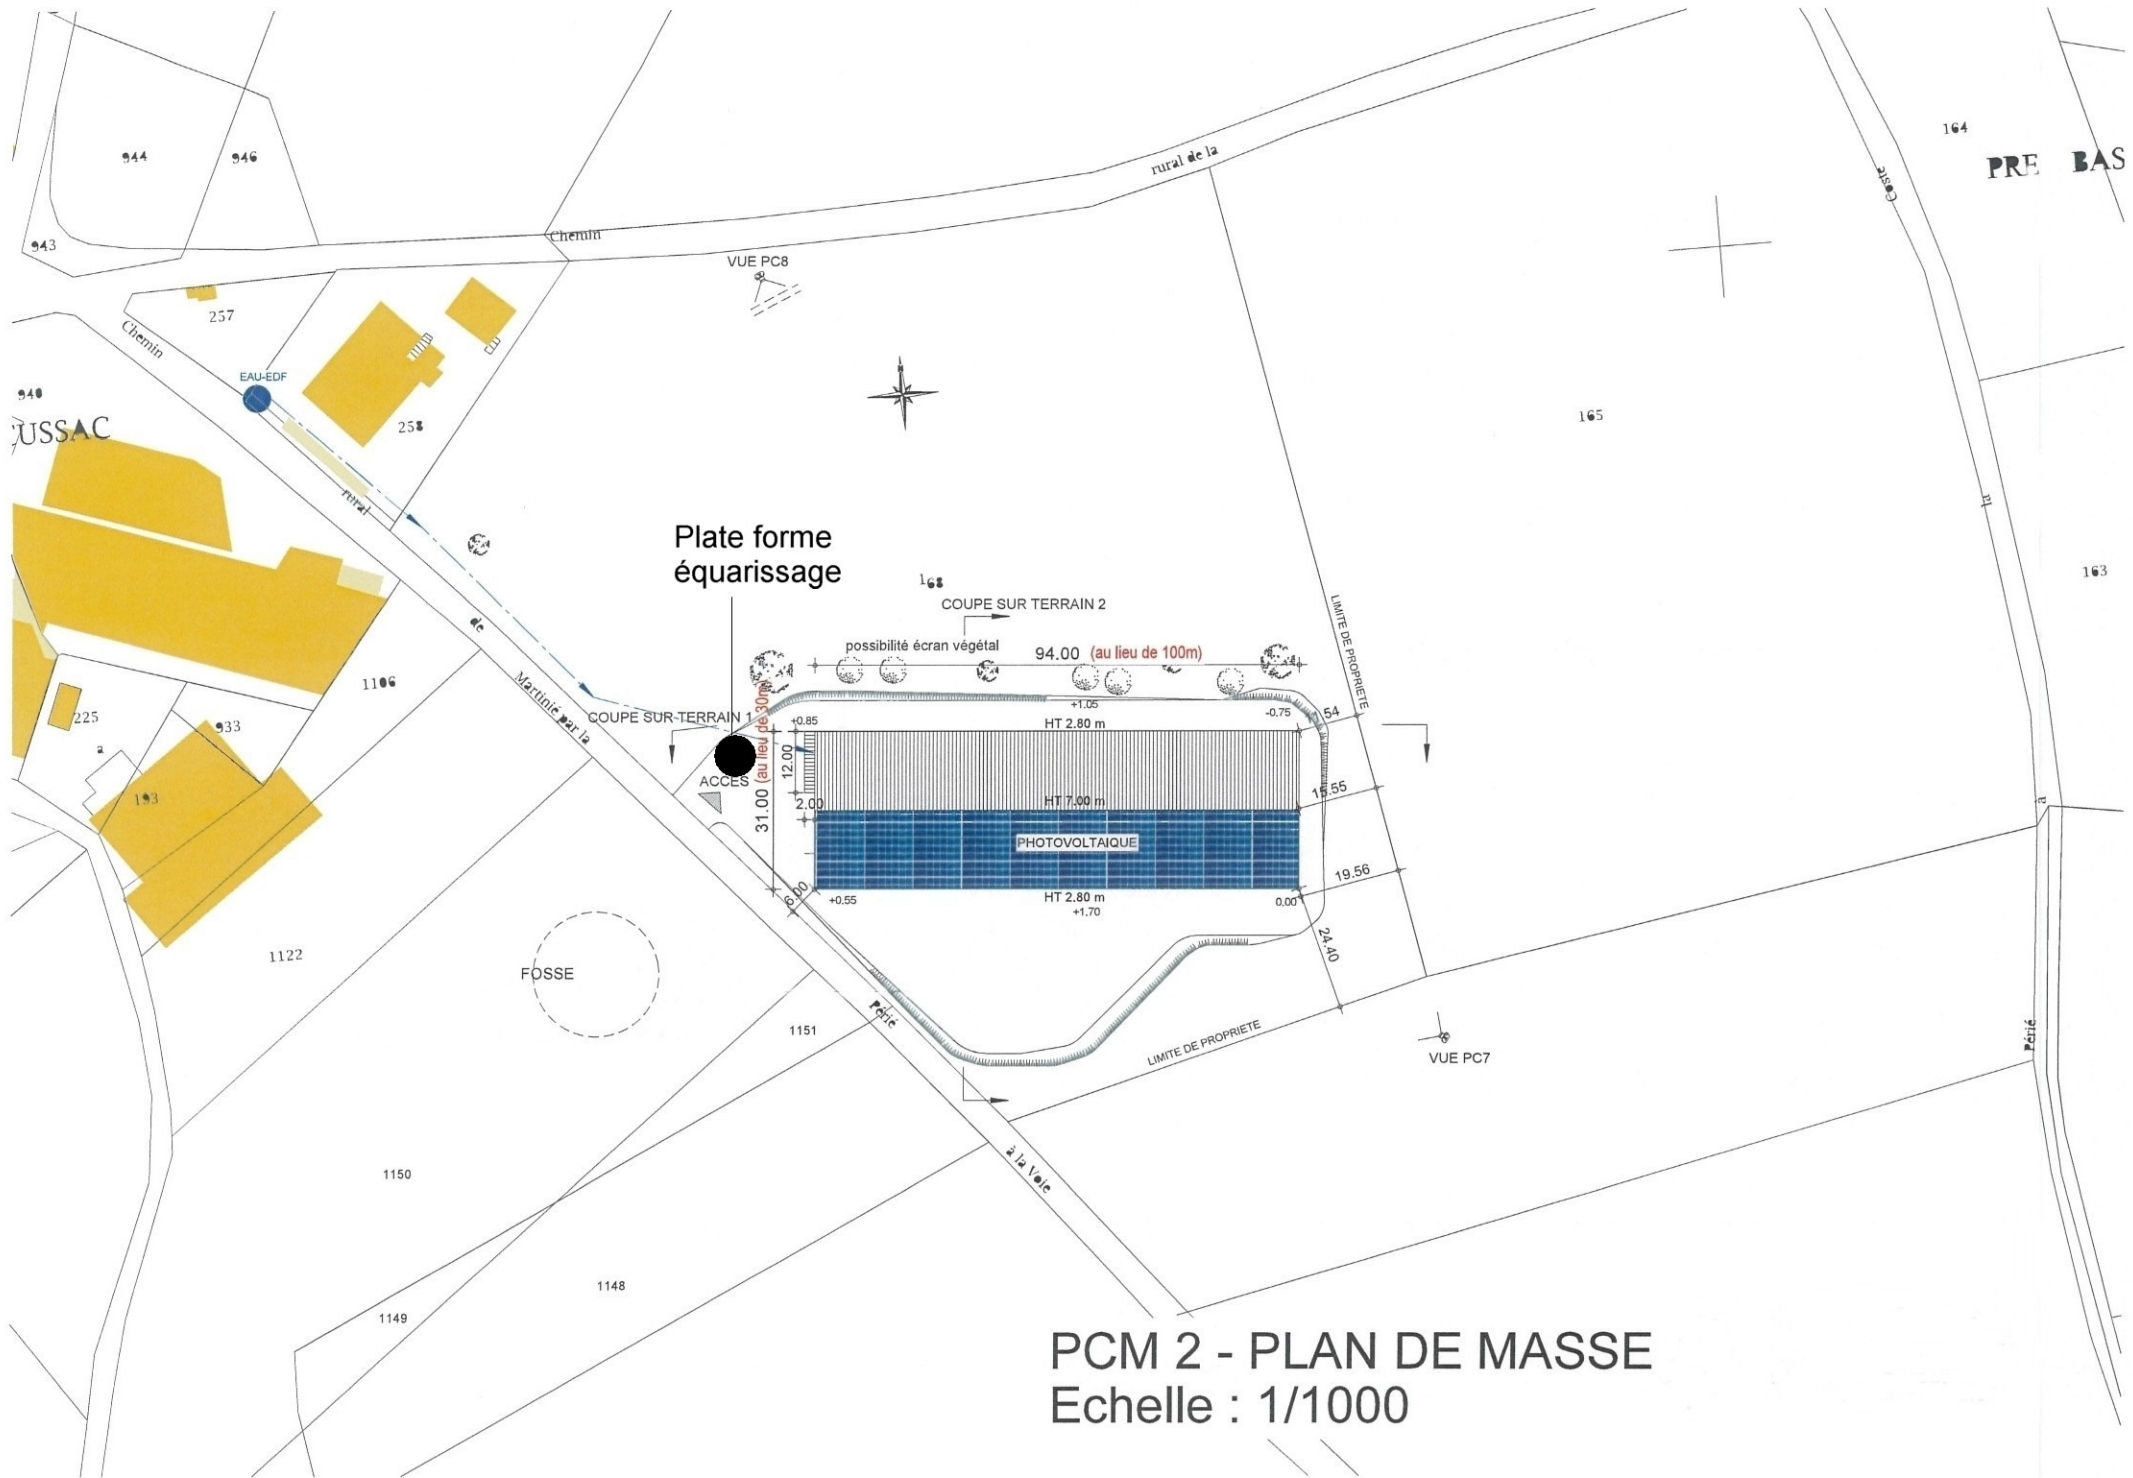 944
946
943
Chemin
rural de la
164
PRE BAS
Coste
VUE PC8
257
Chemin
EAU-EDF
940
258
165
rural
Plate forme
équarissage
168
163
la
de
COUPE SUR TERRAIN 2
LIMITE DE PROPRIETE
possibilité écran végétal
94.00 (au lieu de 100m)
1106
Martinié par la
225
933
a
193
COUPE SUR TERRAIN 1
+0.85
+1.05
-0.75
HT 2.80 m
12.00
31.00 (au lieu de 30m)
ACCES
2.00
HT 7.00 m
15.55
a
PHOTOVOLTAIQUE
19.56
6.00
+0.55
HT 2.80 m
+1.70
0.00
24.40
1122
FOSSE
Périé
1151
LIMITE DE PROPRIETE
VUE PC7
Périé
1150
à la Voie
1148
1149
PCM 2 - PLAN DE MASSE
Echelle : 1/1000